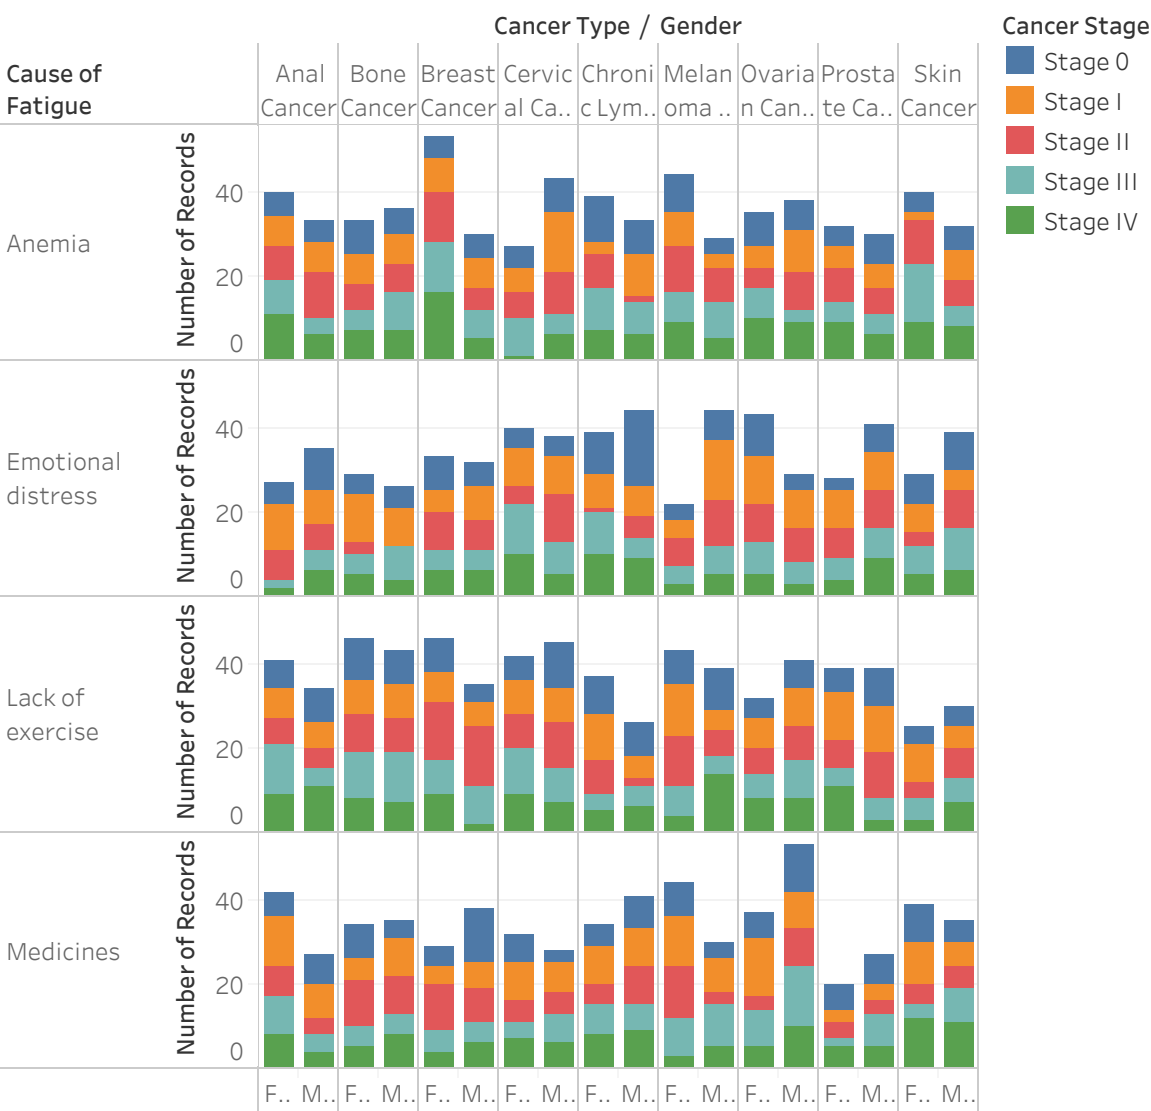 Cancer Type / Gender
Cancer Stage
Stage 0
Stage I
Stage II
Stage III
Stage IV
Cause of
Fatigue
Anal
Cancer
Bone
Cancer
Breast
Cancer
Cervic
al Ca..
Chroni
c Lym..
Melan
oma ..
Ovaria
n Can..
Prosta
te Ca..
Skin
Cancer
Anemia
Number of Records
40
20
0
Emotional
distress
Number of Records
40
20
0
Lack of
exercise
Number of Records
40
20
0
Medicines
Number of Records
40
20
0
F.. M.. F.. M.. F.. M.. F.. M.. F.. M.. F.. M.. F.. M.. F.. M.. F.. M..